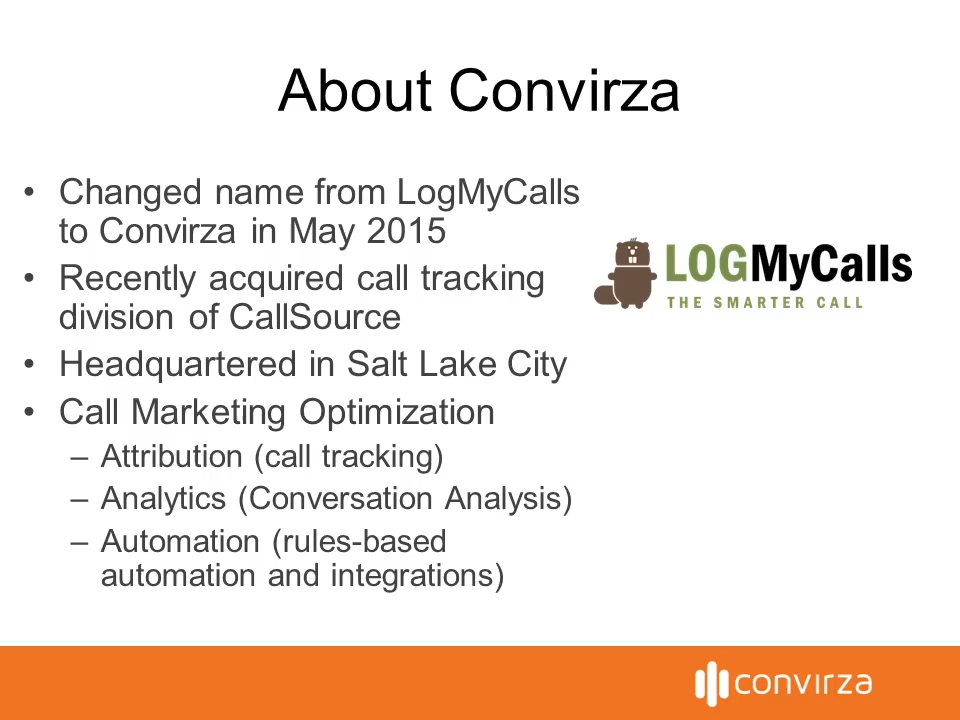 About Convirza
• Changed name from LogMyCalls
to Convirza in May 2015
• Recently acquired call tracking
division of CallSource
• Headquartered in Salt Lake City
• Call Marketing Optimization
– Attribution (call tracking)
– Analytics (Conversation Analysis)
– Automation (rules-based
automation and integrations)
LOGMyCalls
THE SMARTER CALL
convirza